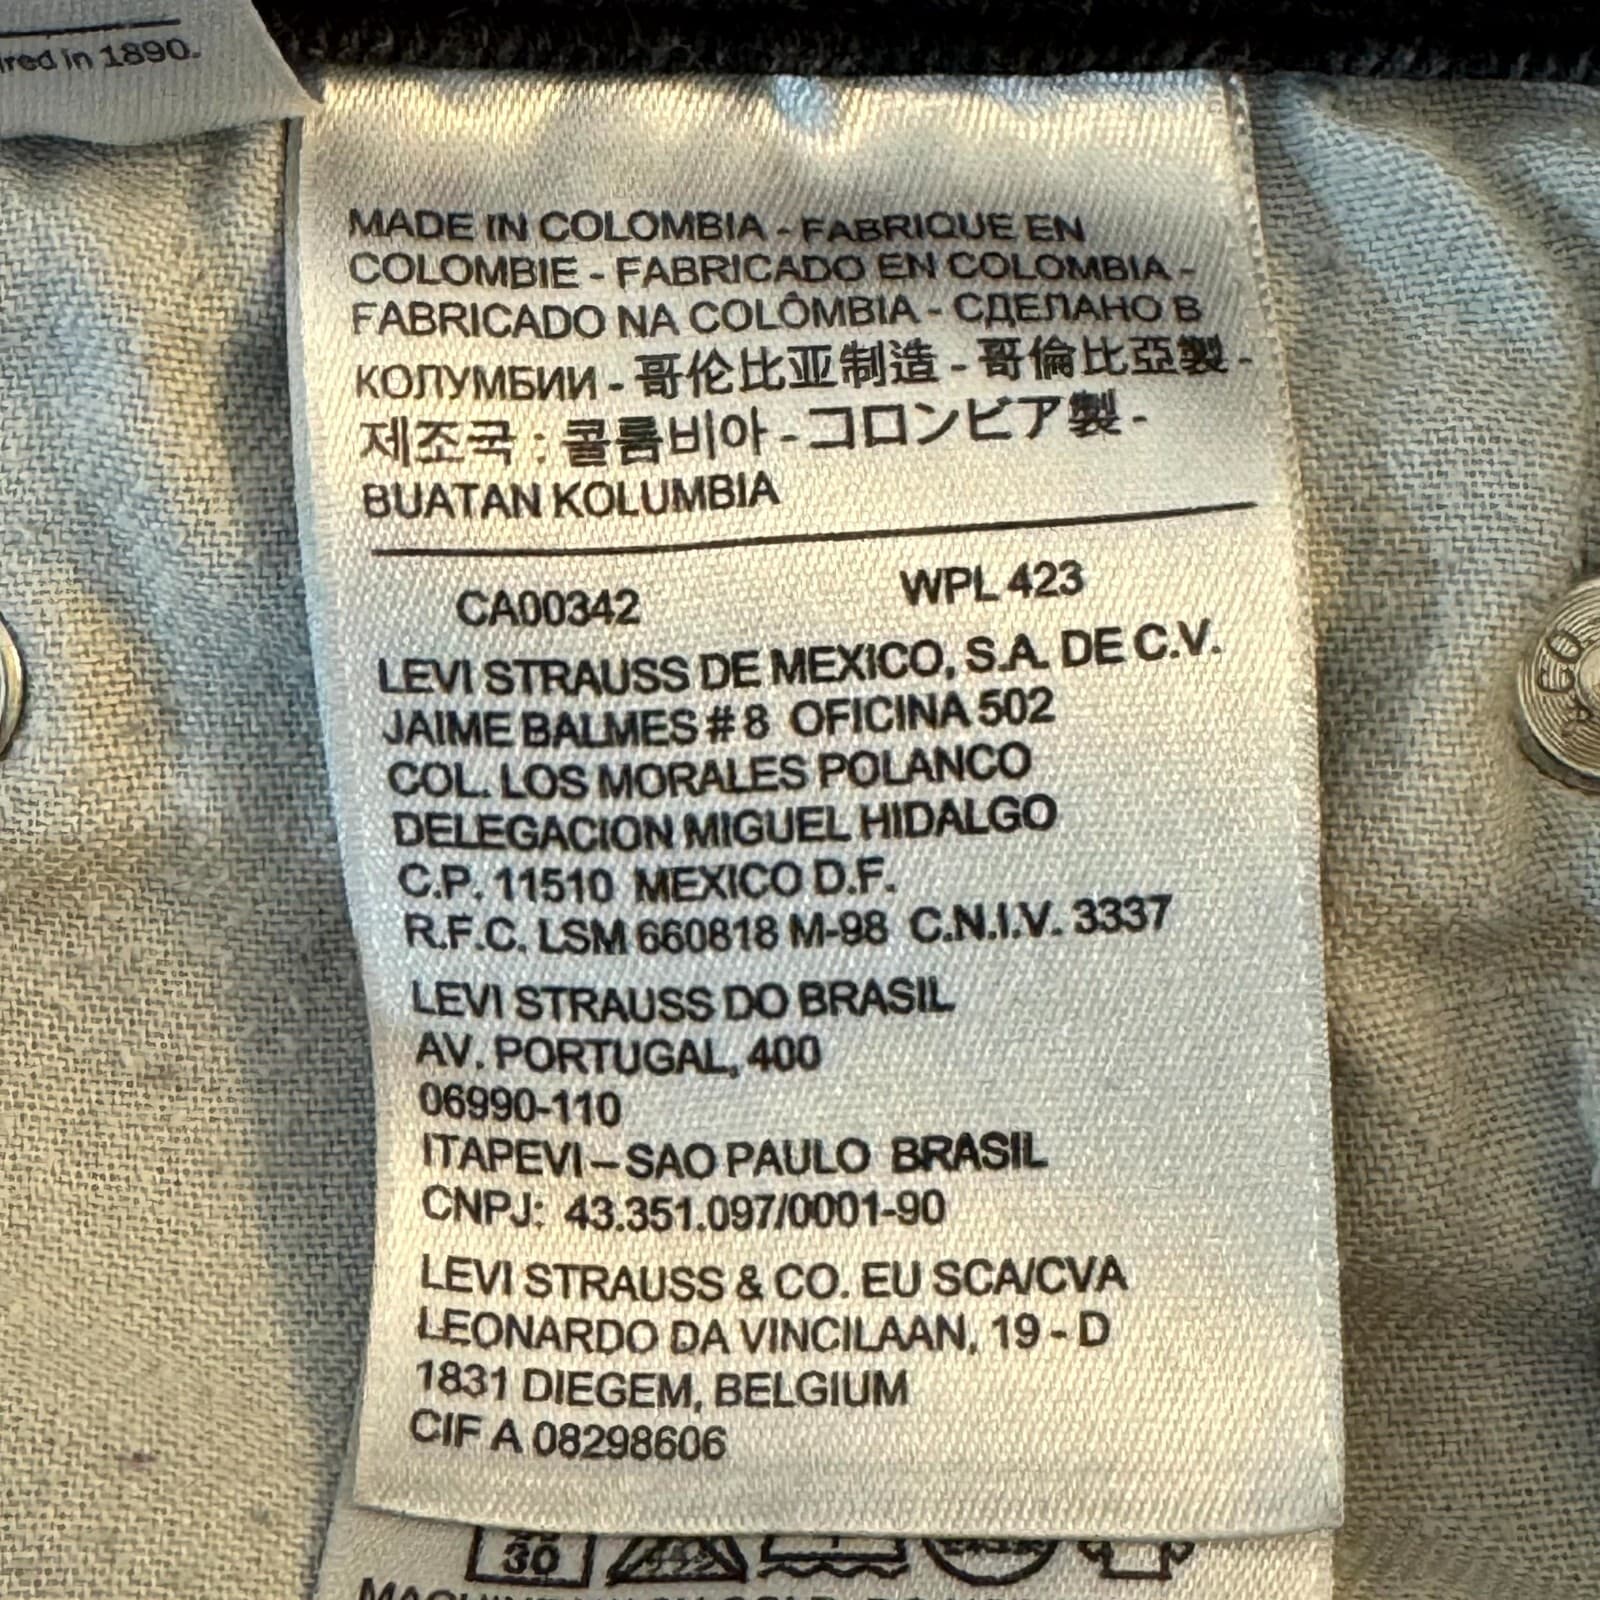 ired in 1890.
MADE IN COLOMBIA - FABRIQUE EN
COLOMBIE - FABRICADO EN COLOMBIA -
FABRICADO NA COLÔMBIA - СДЕЛАНО В
КОЛУМБИИ - 哥伦比亚制造 - 哥倫比亞製 -
제조국 : 콜롬비아 - コロンビア製 -
BUATAN KOLUMBIA
CA00342 WPL 423
LEVI STRAUSS DE MEXICO, S.A. DE C.V.
JAIME BALMES # 8 OFICINA 502
COL. LOS MORALES POLANCO
DELEGACION MIGUEL HIDALGO
C.P. 11510 MEXICO D.F.
R.F.C. LSM 660818 M-98 C.N.I.V. 3337
LEVI STRAUSS DO BRASIL
AV. PORTUGAL, 400
06990-110
ITAPEVI – SAO PAULO BRASIL
CNPJ: 43.351.097/0001-90
LEVI STRAUSS & CO. EU SCA/CVA
LEONARDO DA VINCILAAN, 19 - D
1831 DIEGEM, BELGIUM
CIF A 08298606
30